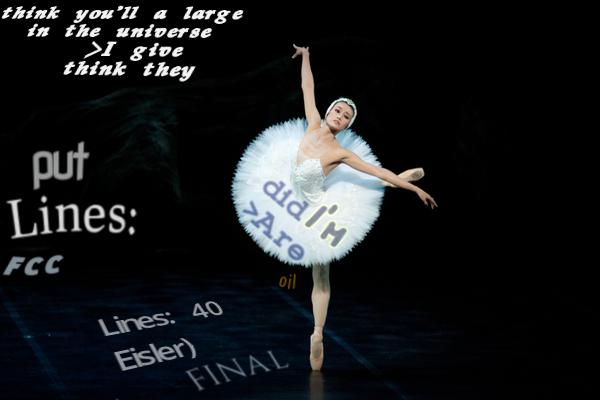 think you'll a large
in the universe
>I give
think they
put
Lines:
FCC
did I'M
>Are
oil
Lines: 40
Eisler)
FINAL